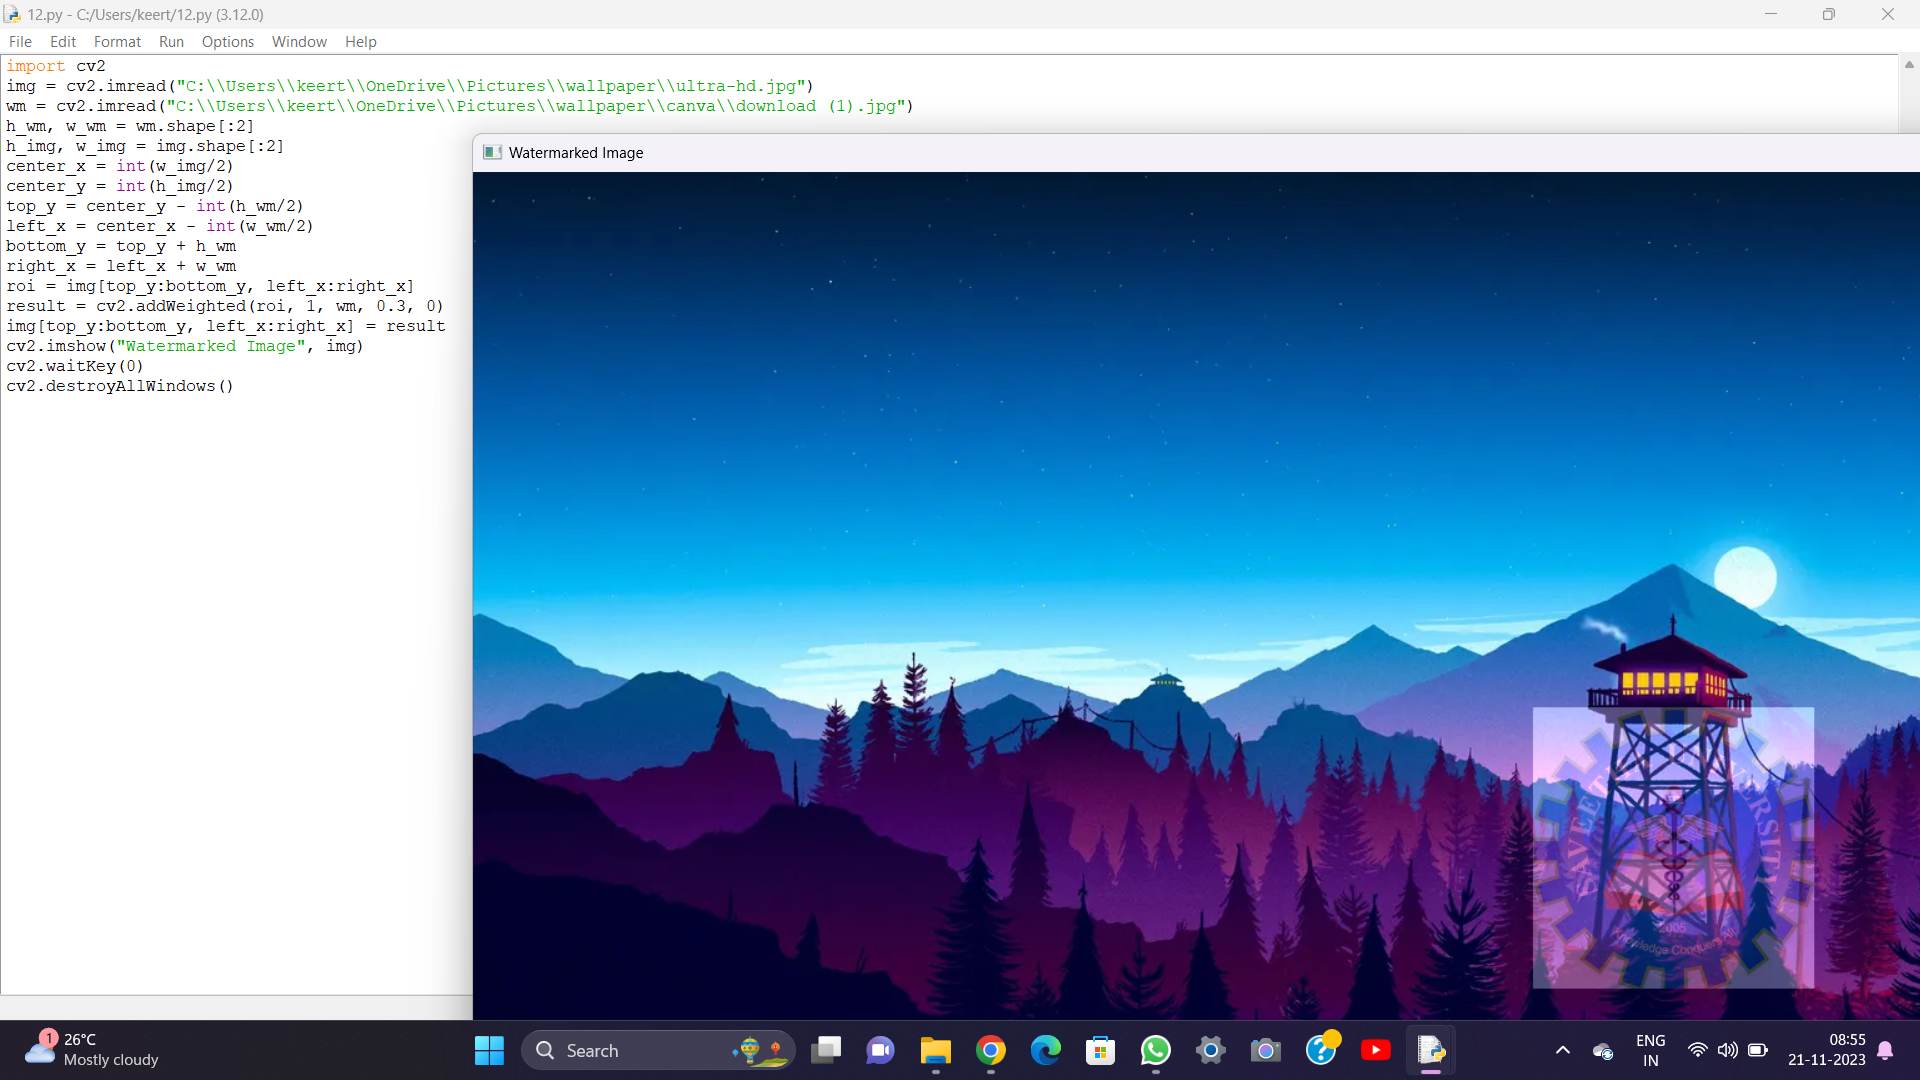 12.py - C:/Users/keert/12.py (3.12.0)
File Edit Format Run Options Window Help
import cv2
img = cv2.imread("C:\\Users\\keert\\OneDrive\\Pictures\\wallpaper\\ultra-hd.jpg")
wm = cv2.imread("C:\\Users\\keert\\OneDrive\\Pictures\\wallpaper\\canva\\download (1).jpg")
h_wm, w_wm = wm.shape[:2]
h_img, w_img = img.shape[:2]
center_x = int(w_img/2)
center_y = int(h_img/2)
top_y = center_y - int(h_wm/2)
left_x = center_x - int(w_wm/2)
bottom_y = top_y + h_wm
right_x = left_x + w_wm
roi = img[top_y:bottom_y, left_x:right_x]
result = cv2.addWeighted(roi, 1, wm, 0.3, 0)
img[top_y:bottom_y, left_x:right_x] = result
cv2.imshow("Watermarked Image", img)
cv2.waitKey(0)
cv2.destroyAllWindows()
Watermarked Image
2005
Knowledge
1
26°C
Mostly cloudy
Search
ENG
IN
08:55
21-11-2023